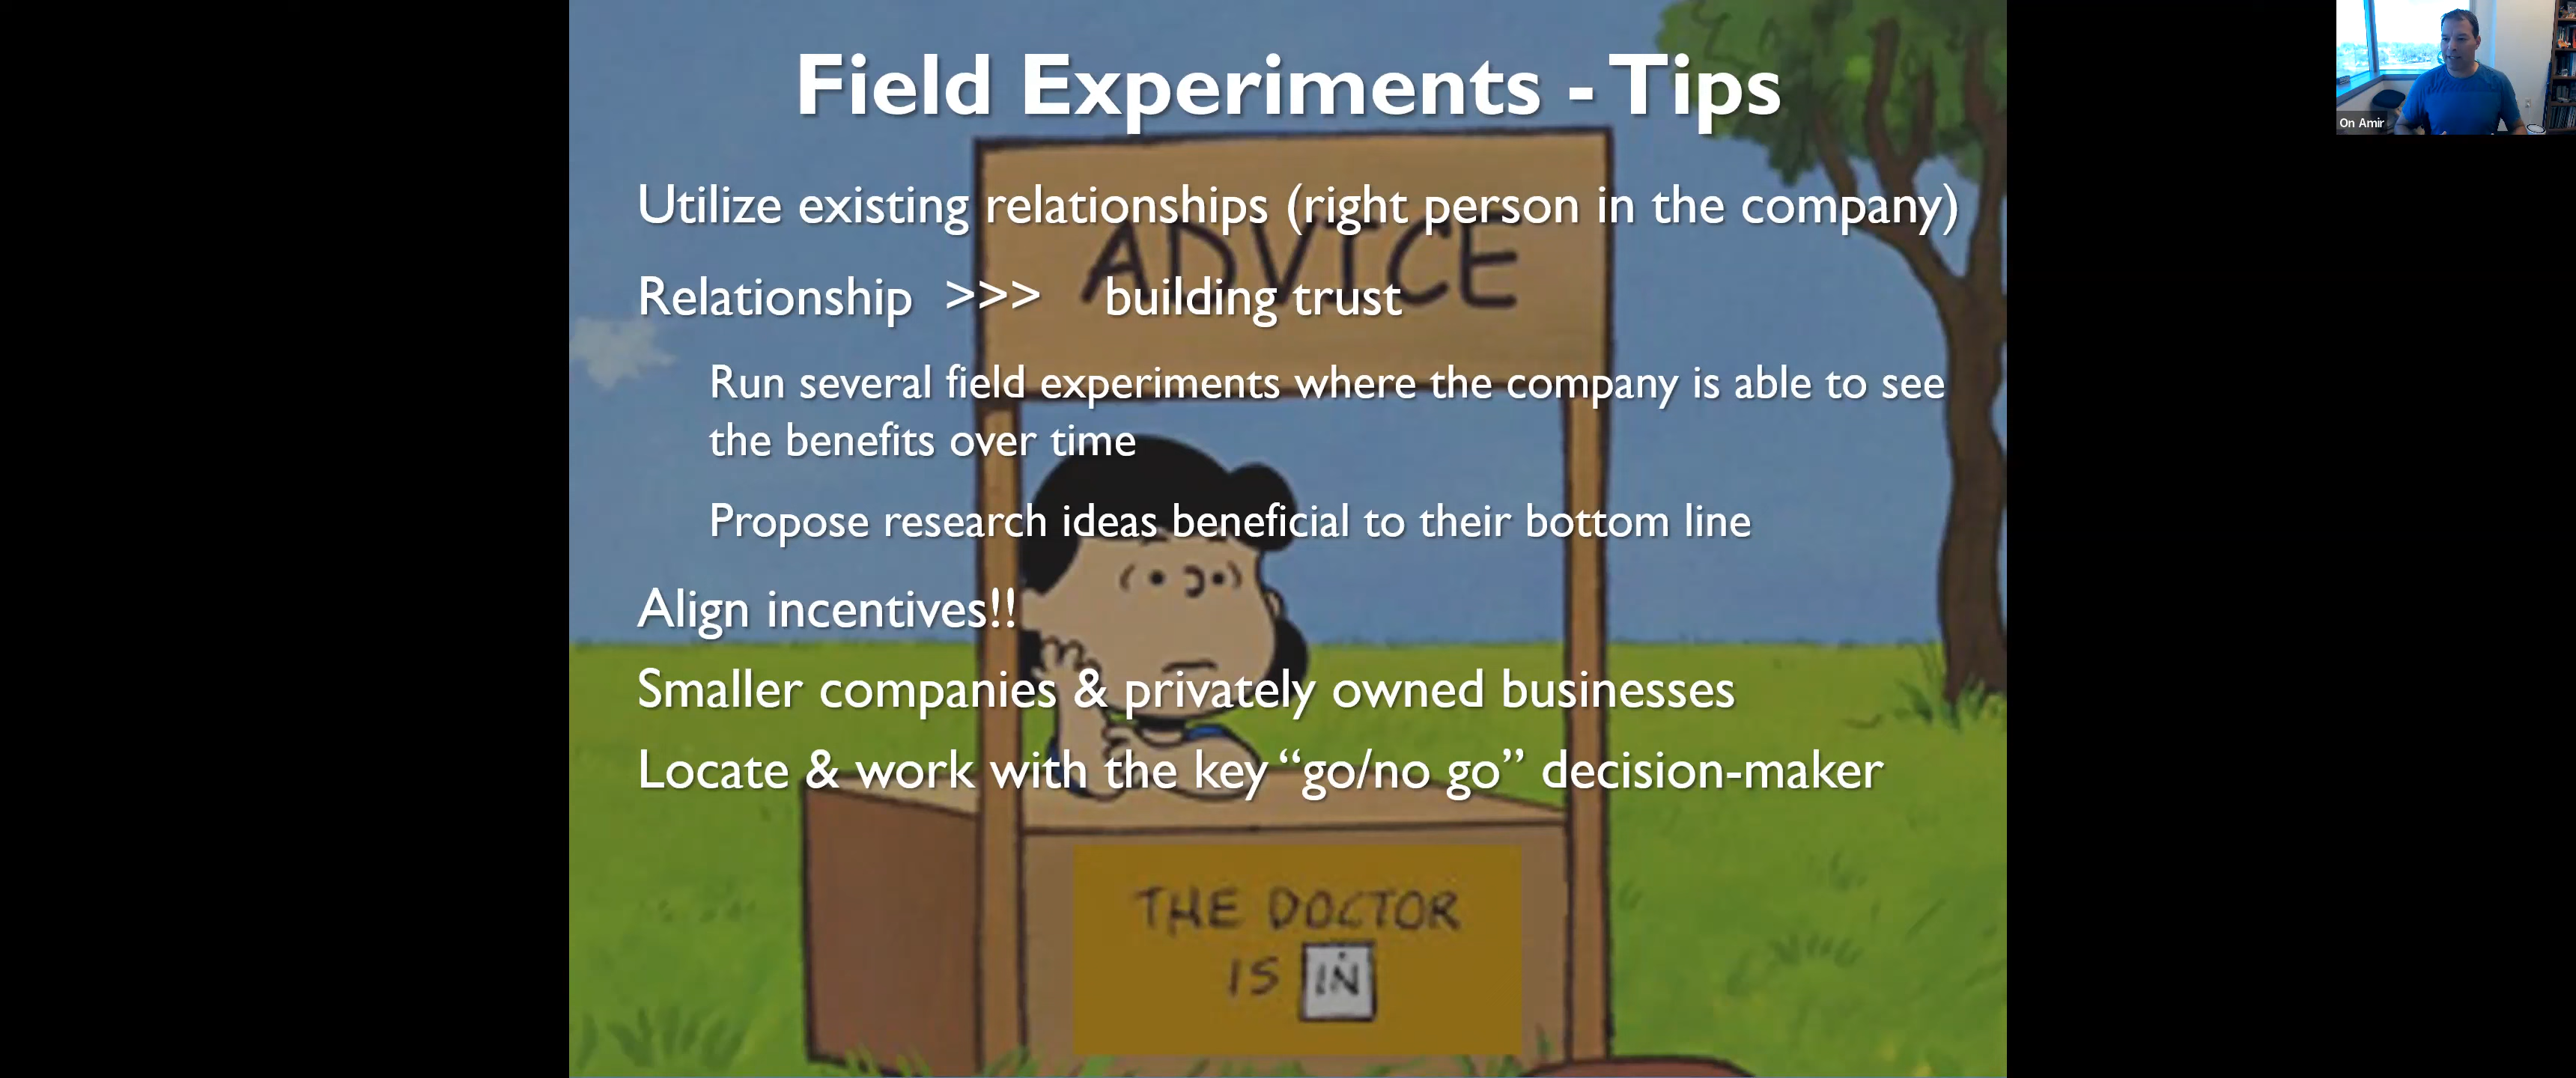 Field Experiments - Tips
Utilize existing relationships (right person in the company)
ADVICE
Relationship >>> building trust
Run several field experiments where the company is able to see
the benefits over time
Propose research ideas beneficial to their bottom line
Align incentives!!
Smaller companies & privately owned businesses
Locate & work with the key “go/no go” decision-maker
THE DOCTOR
IS IN
On Amir